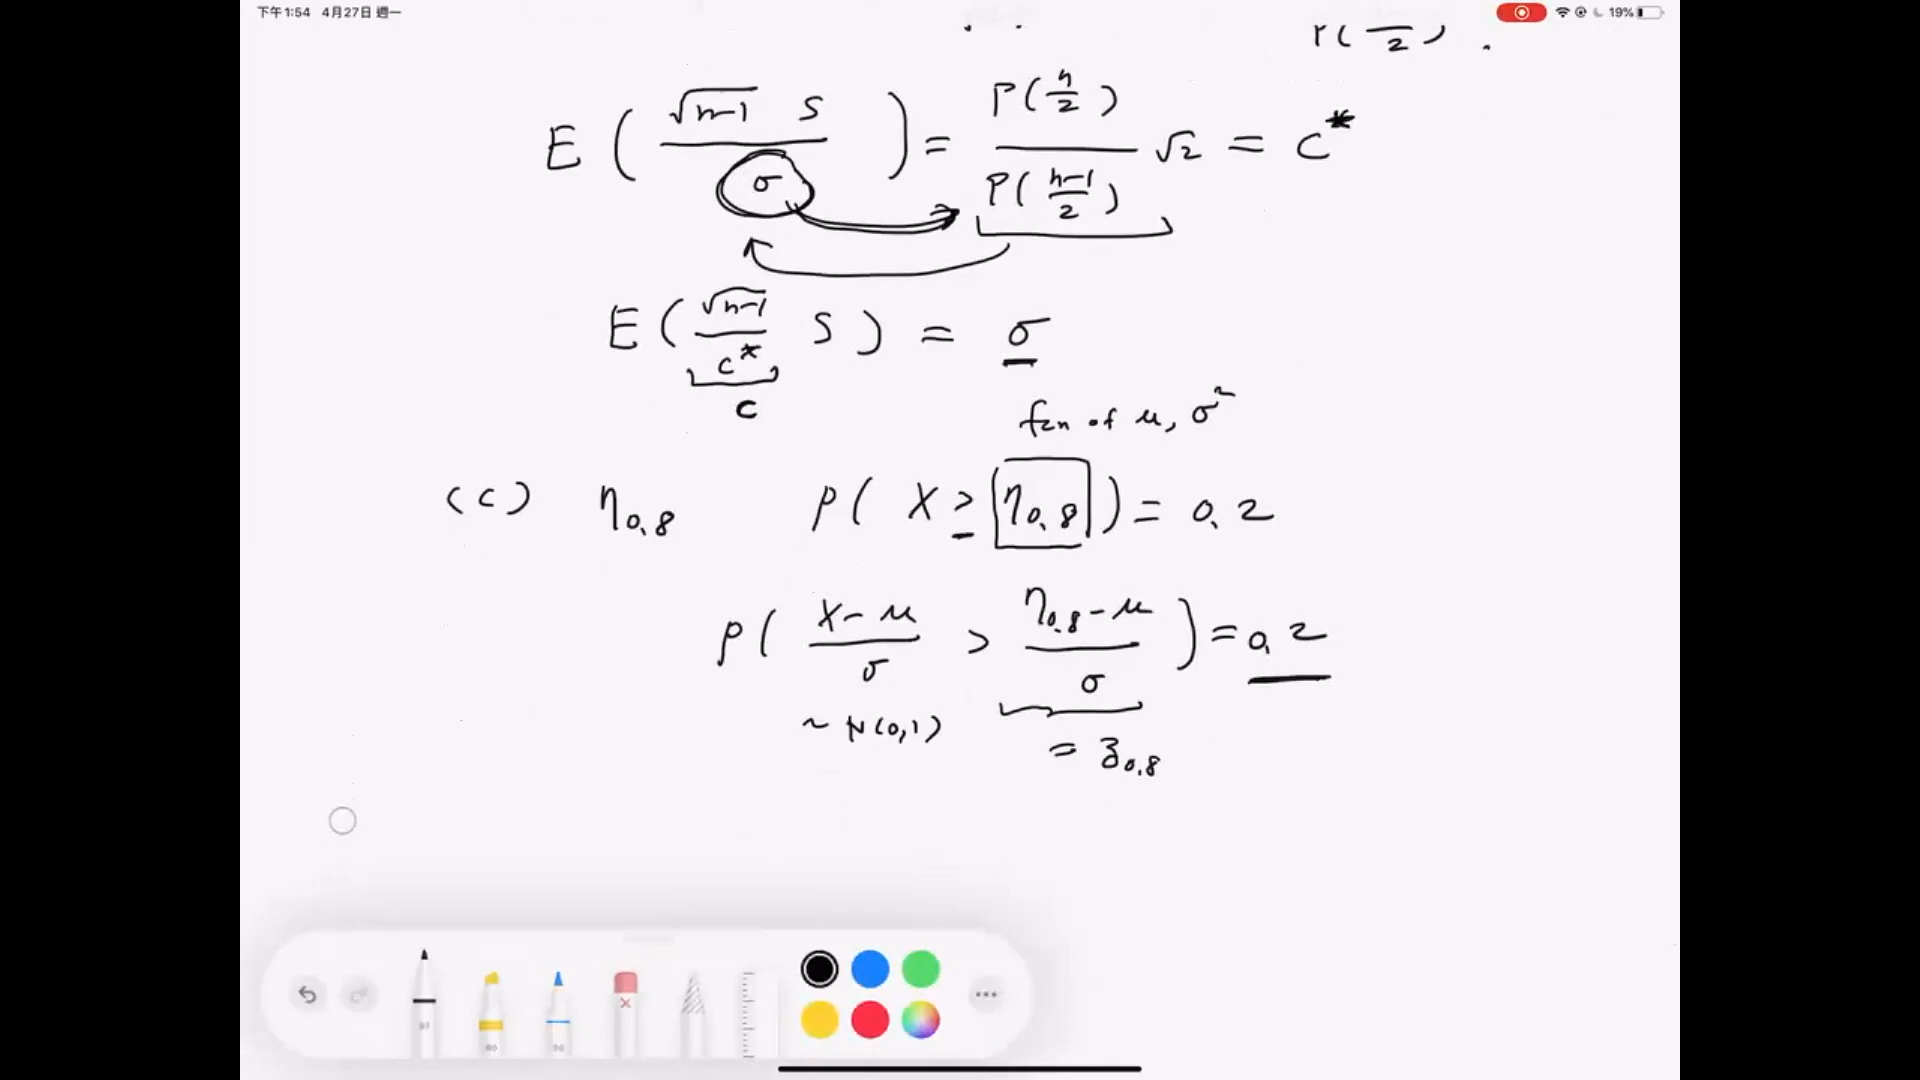 下午1:54 4月27日 週一
19%
Γ( /2 ) .
E ( √n-1 S / σ ) = Γ(n/2) / Γ(n-1/2) √2 = c*
E ( √n-1 / c* S ) = σ
c
fcn of μ, σ²
(c) η0.8 P( X ≥ η0.8 ) = 0.2
P( X-μ / σ > η0.8-μ / σ ) = 0.2
~ N(0,1)
= z0.8